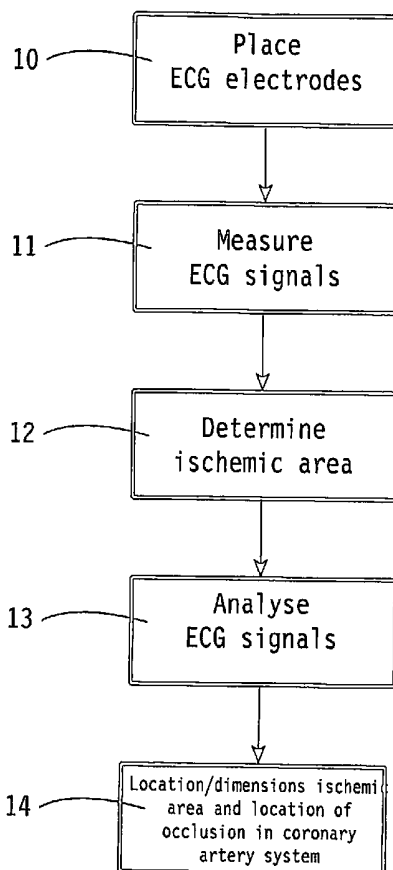 10
Place
ECG electrodes
11
Measure
ECG signals
12
Determine
ischemic area
13
Analyse
ECG signals
14
Location/dimensions ischemic
area and location of
occlusion in coronary
artery system